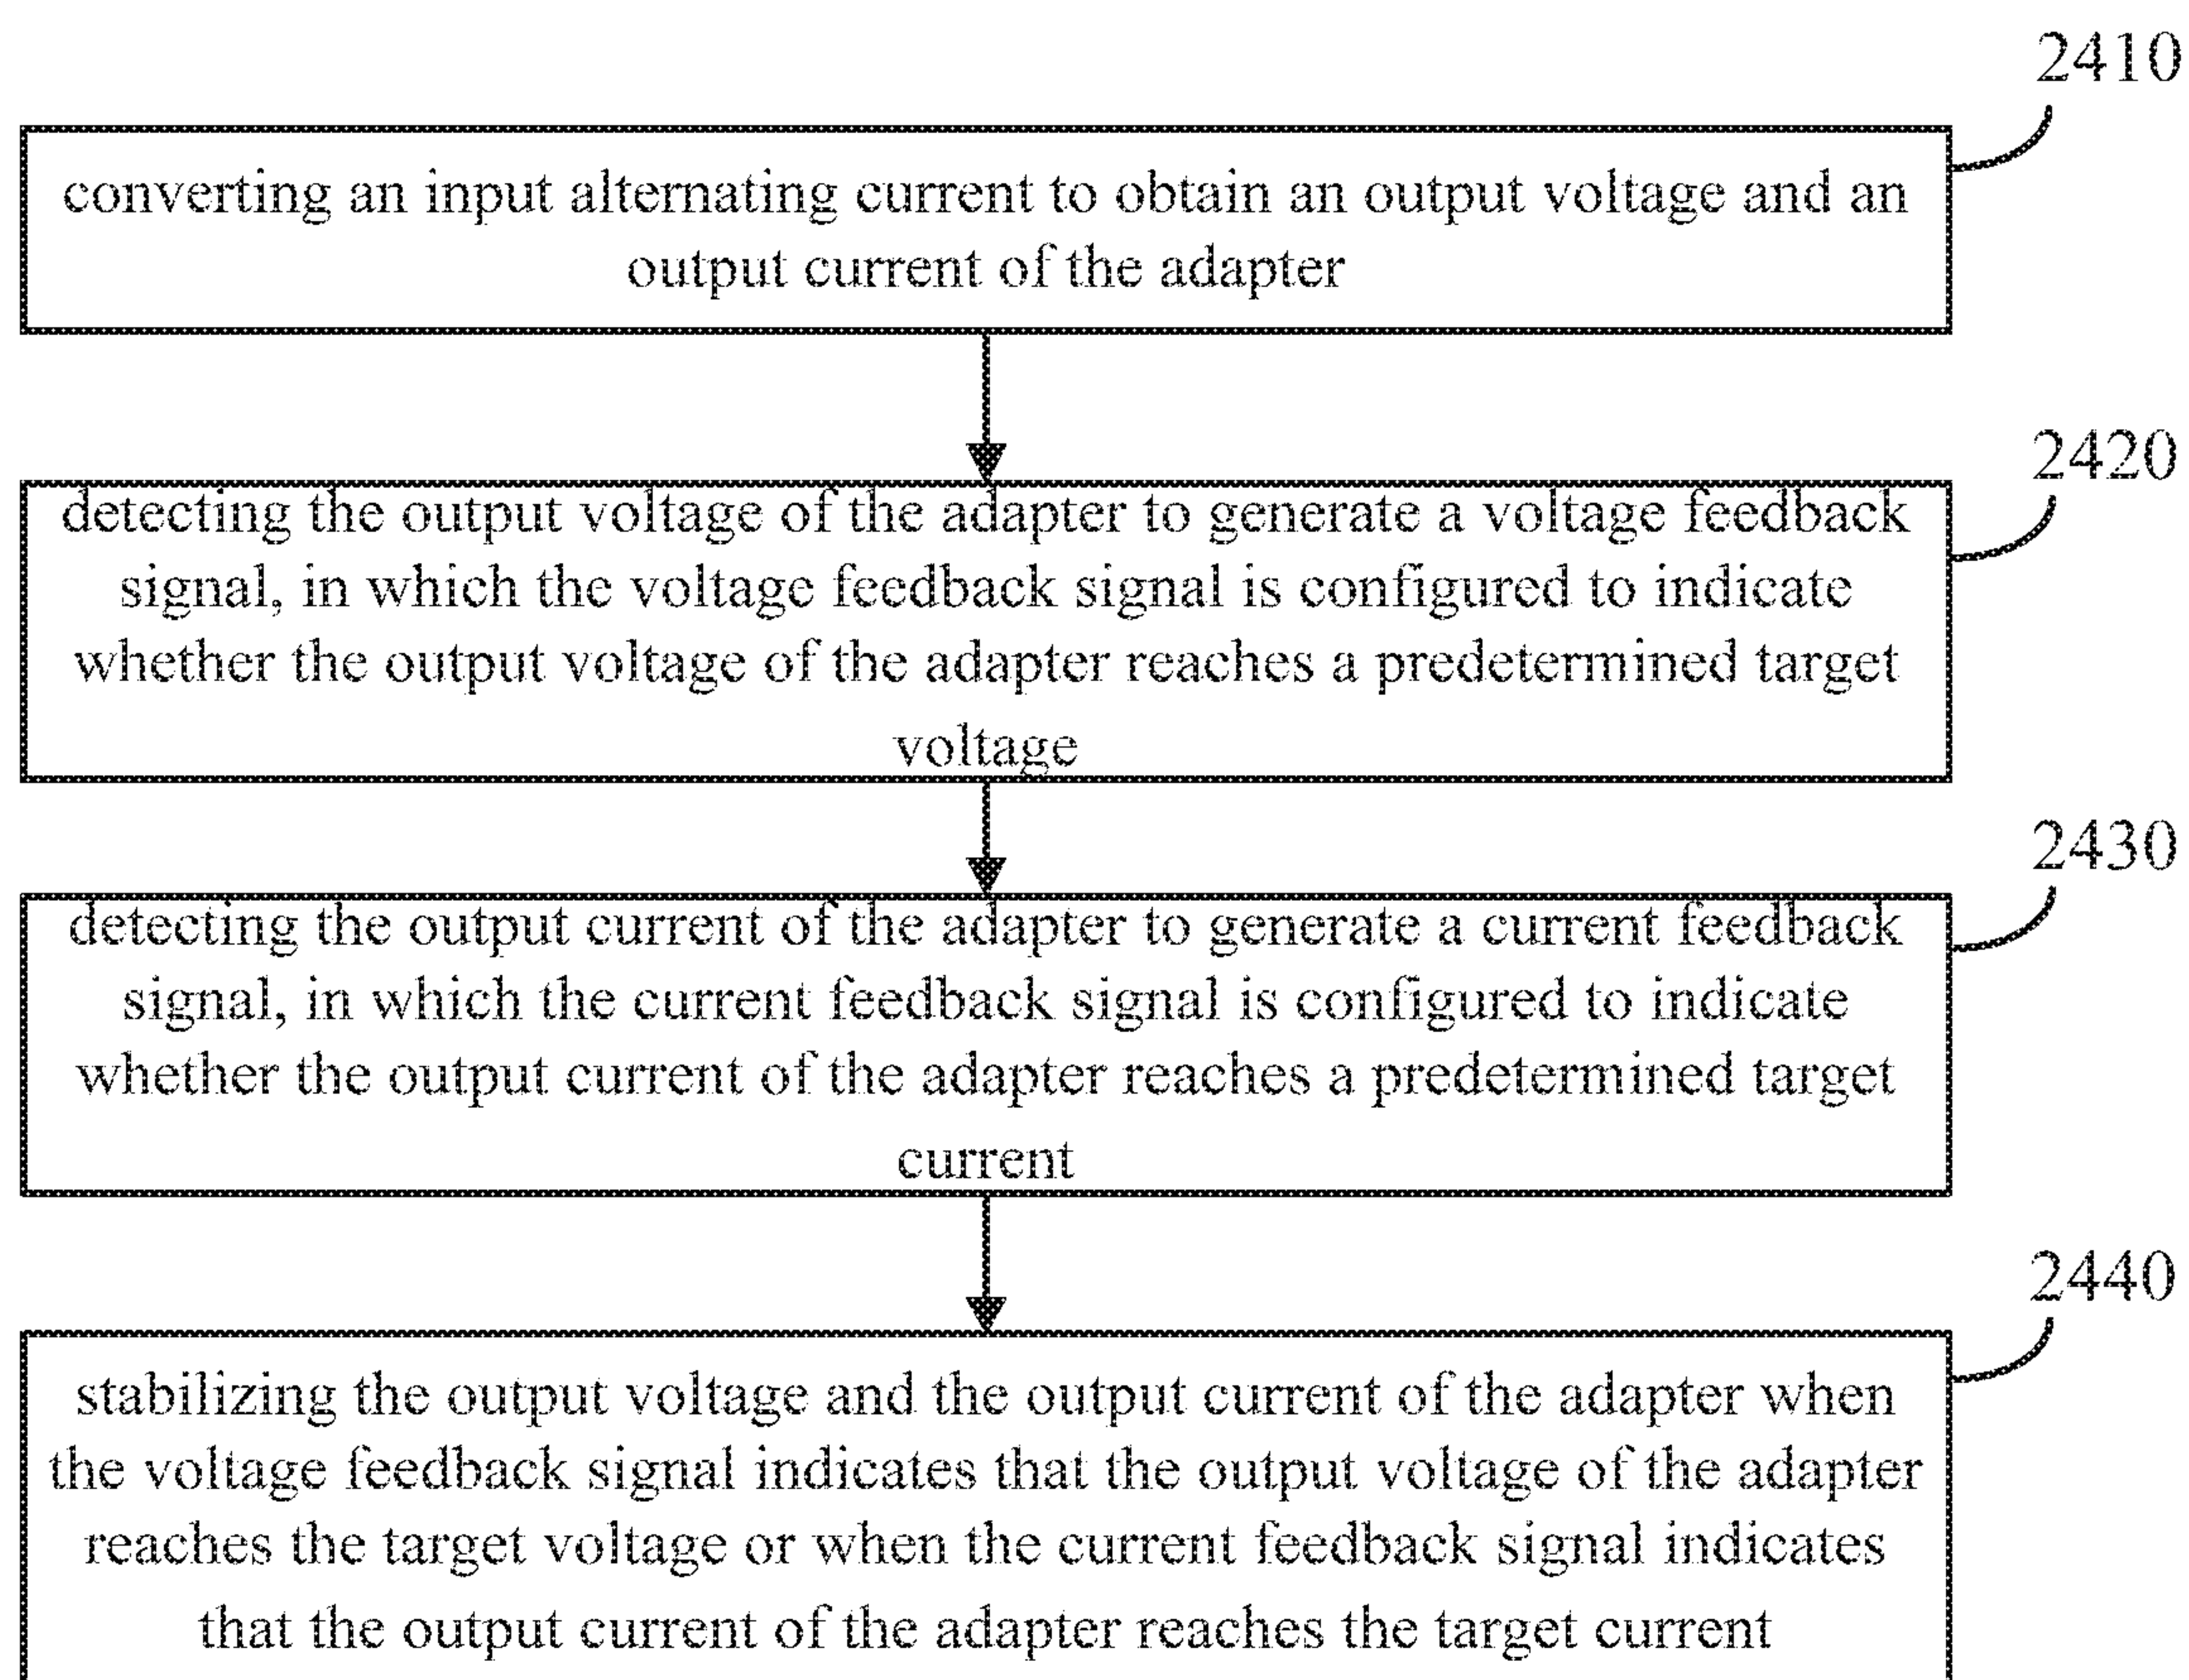 2410
converting an input alternating current to obtain an output voltage and an
output current of the adapter
2420
detecting the output voltage of the adapter to generate a voltage feedback
signal, in which the voltage feedback signal is configured to indicate
whether the output voltage of the adapter reaches a predetermined target
voltage
2430
detecting the output current of the adapter to generate a current feedback
signal, in which the current feedback signal is configured to indicate
whether the output current of the adapter reaches a predetermined target
current
2440
stabilizing the output voltage and the output current of the adapter when
the voltage feedback signal indicates that the output voltage of the adapter
reaches the target voltage or when the current feedback signal indicates
that the output current of the adapter reaches the target current